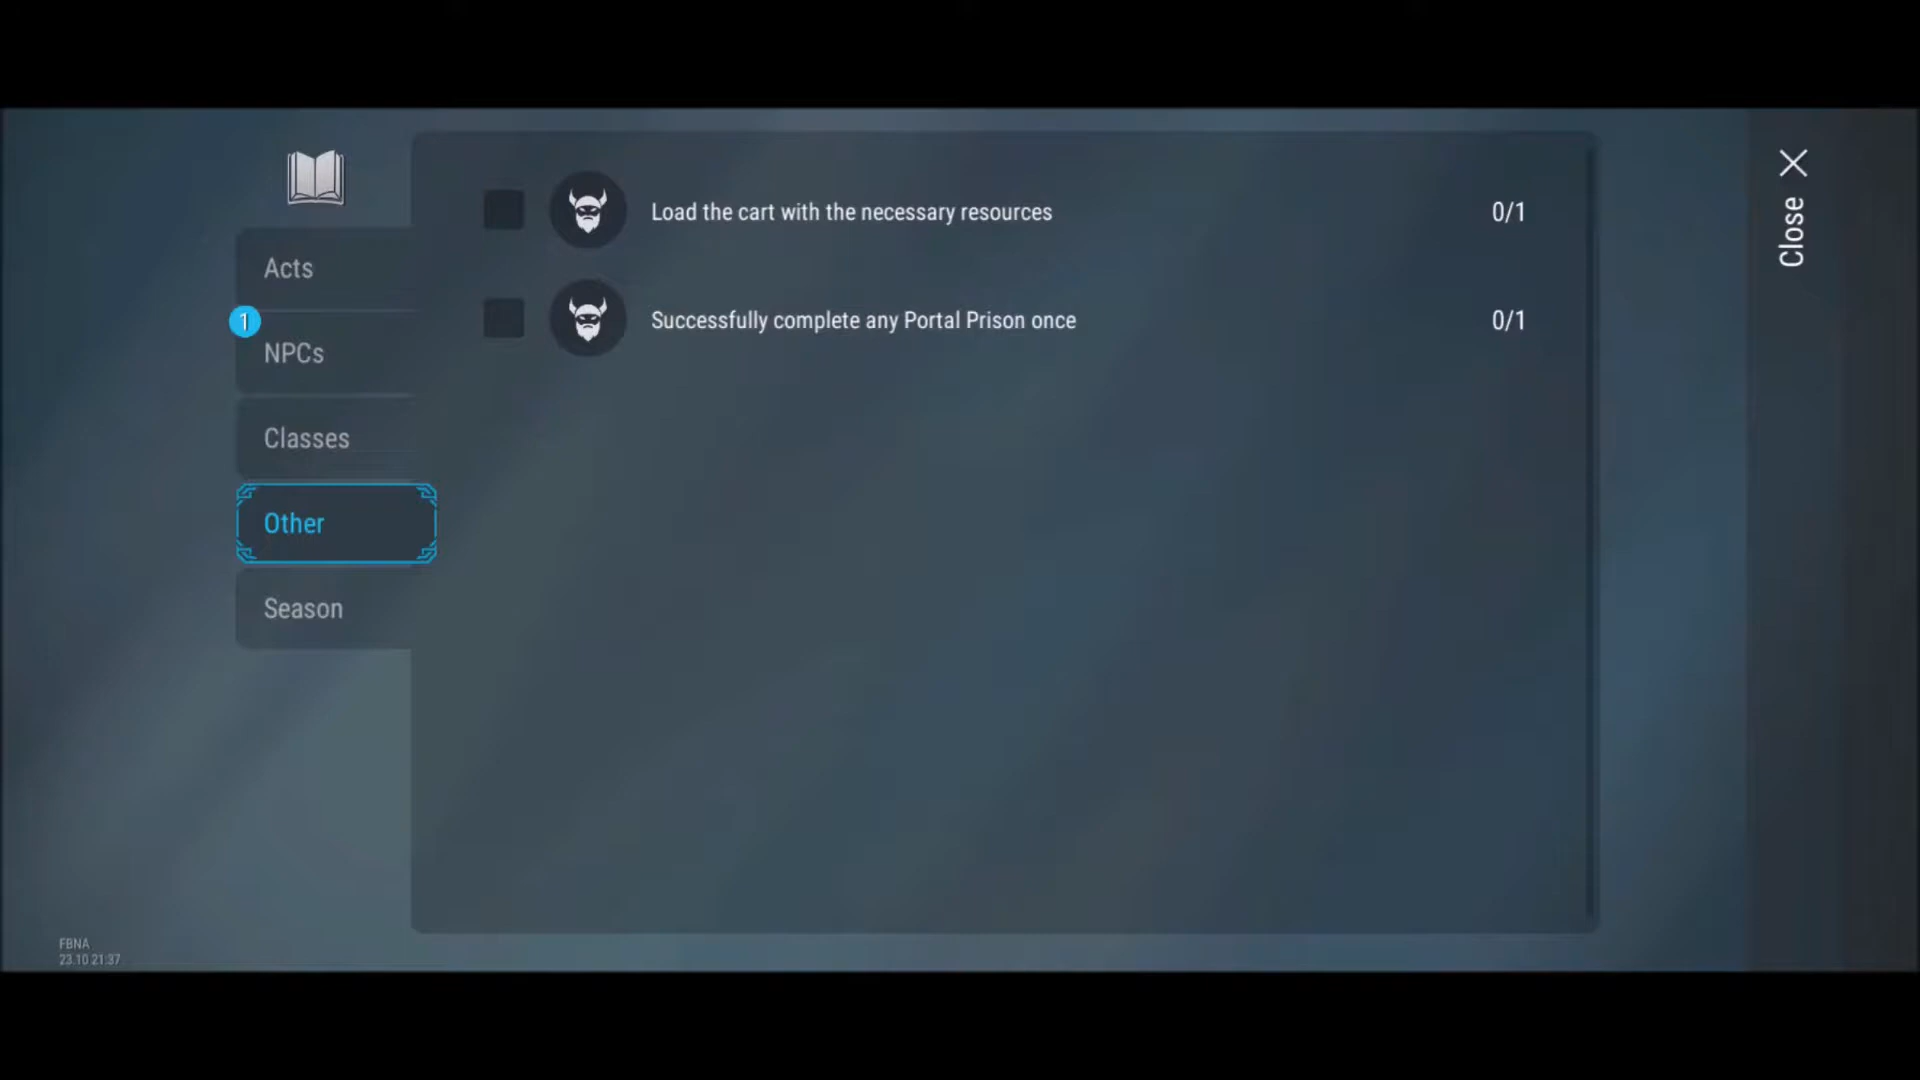 Acts
1
NPCs
Classes
Other
Season
Load the cart with the necessary resources 0/1
Successfully complete any Portal Prison once 0/1
Close
FBNA
23.10 21:37